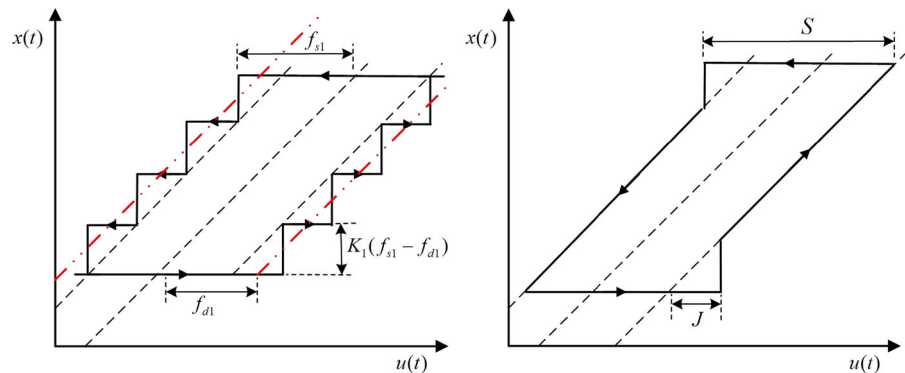 x(t)
f_{s1}
K_1(f_{s1} − f_{d1})
f_{d1}
u(t)
x(t)
S
J
u(t)